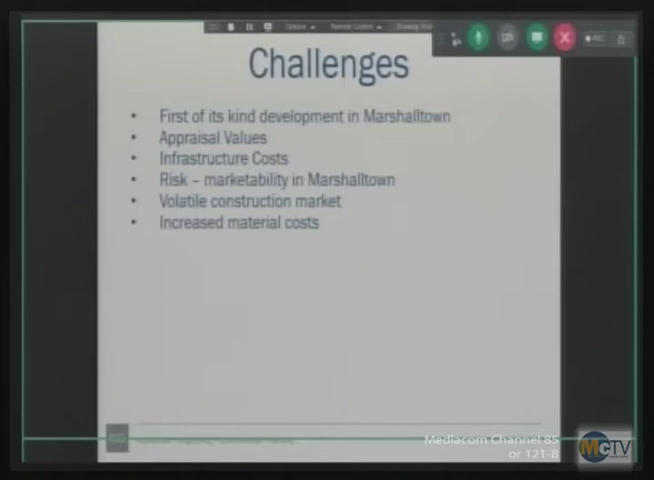 Challenges
• First of its kind development in Marshalltown
• Appraisal Values
• Infrastructure Costs
• Risk – marketability in Marshalltown
• Volatile construction market
• Increased material costs
Mediacom Channel 85
or 121-8
MCTV